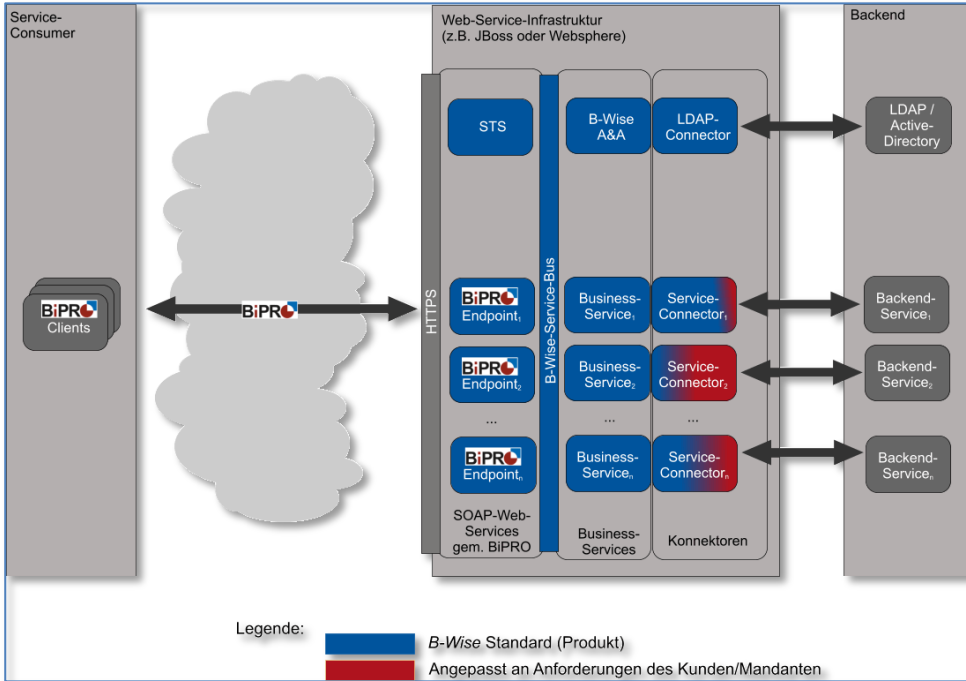 Service-
Consumer
Web-Service-Infrastruktur
(z.B. JBoss oder Websphere)
Backend
STS
B-Wise
A&A
LDAP-
Connector
LDAP /
Active-
Directory
BiPRO
Clients
BiPRO
HTTPS
B-Wise-Service-Bus
BiPRO
Endpoint₁
Business-
Service₁
Service-
Connector₁
Backend-
Service₁
BiPRO
Endpoint₂
Business-
Service₂
Service-
Connector₂
Backend-
Service₂
...
...
...
BiPRO
Endpointₙ
Business-
Serviceₙ
Service-
Connectorₙ
Backend-
Serviceₙ
SOAP-Web-
Services
gem. BiPRO
Business-
Services
Konnektoren
Legende:
B-Wise Standard (Produkt)
Angepasst an Anforderungen des Kunden/Mandanten